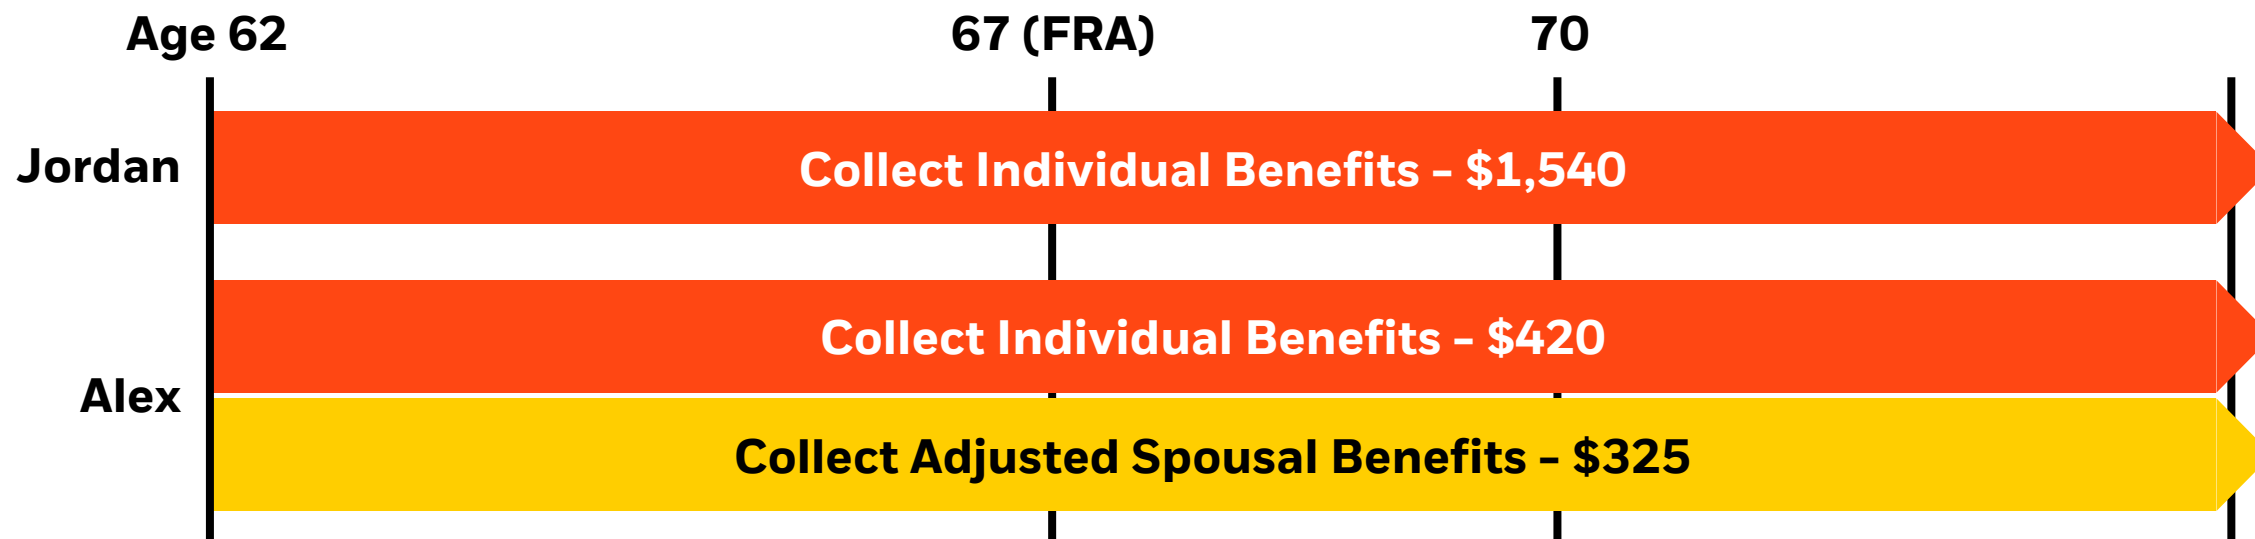 Age 62
67 (FRA)
70
Jordan
Collect Individual Benefits – $1,540
Collect Individual Benefits – $420
Alex
Collect Adjusted Spousal Benefits – $325